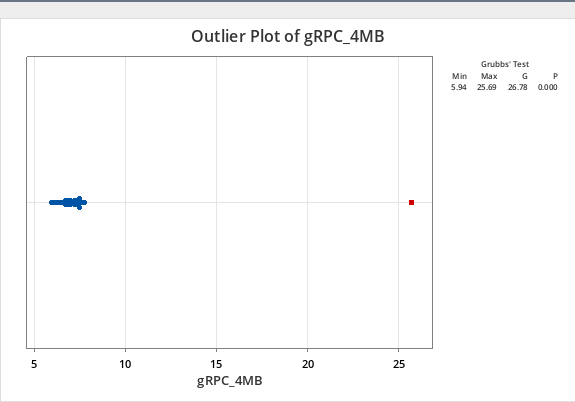 Outlier Plot of gRPC_4MB
Grubbs' Test
Min Max G P
5.94 25.69 26.78 0.000
5 10 15 20 25
gRPC_4MB